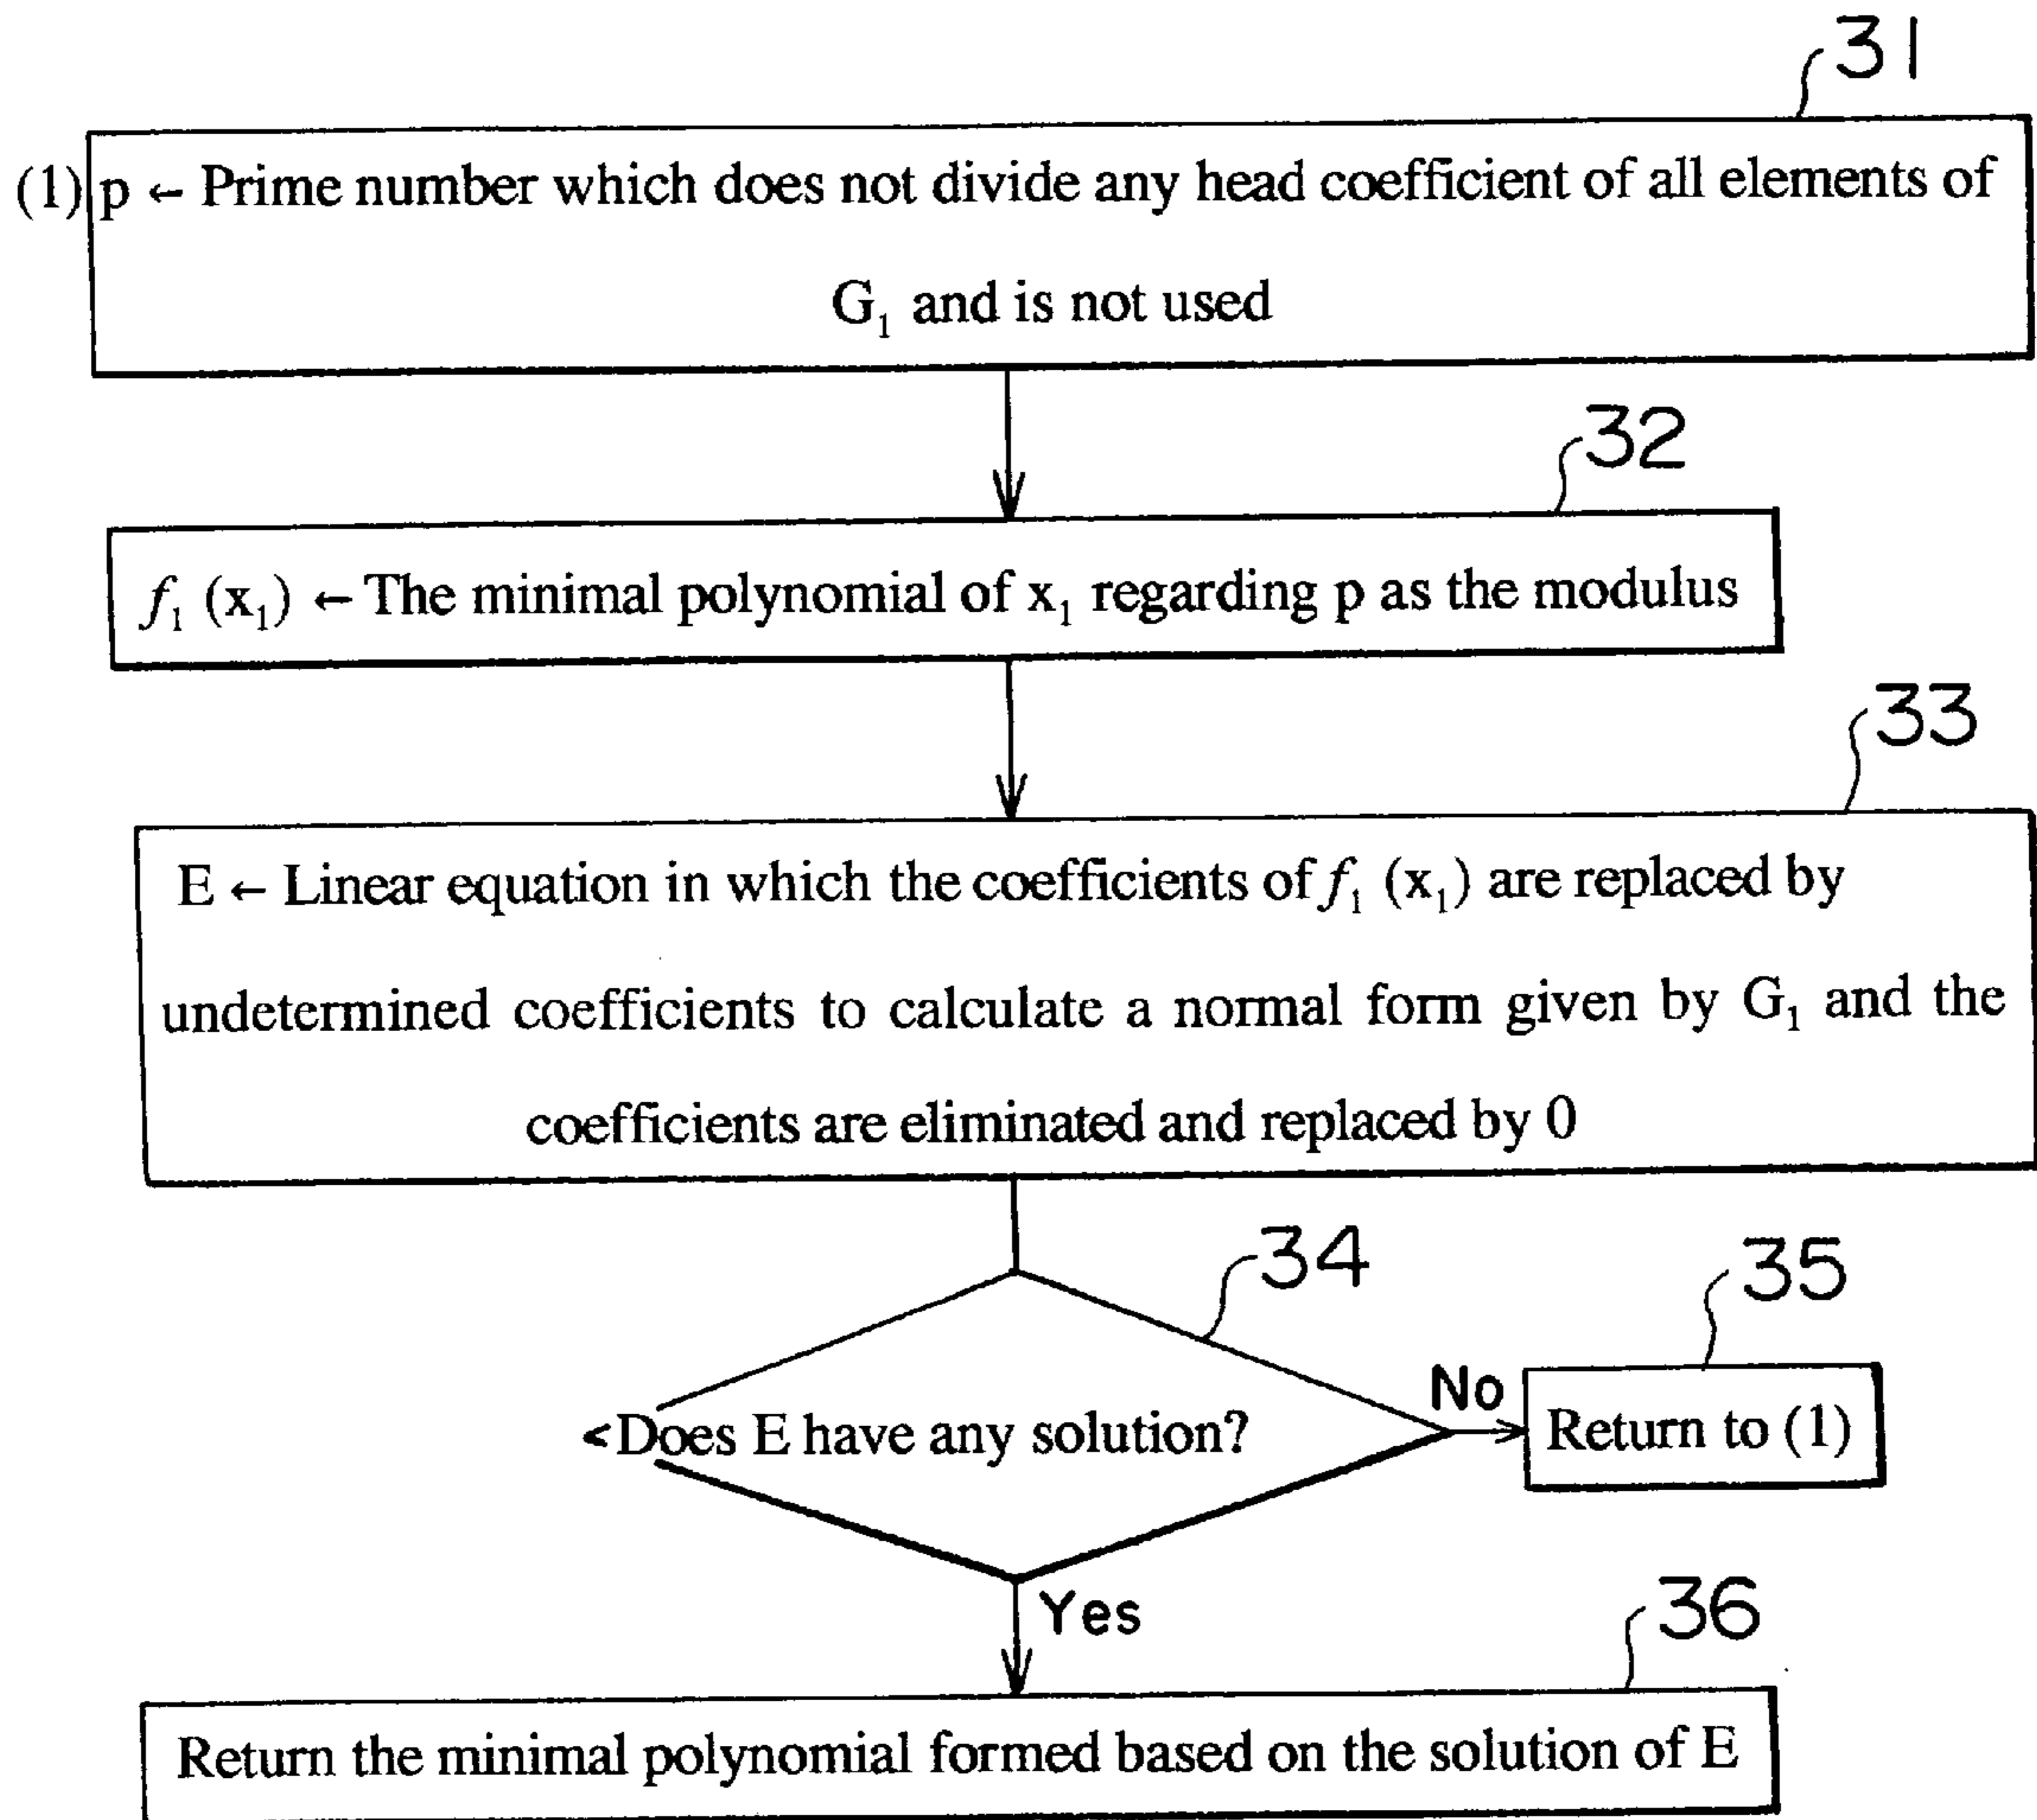 31
(1) p ← Prime number which does not divide any head coefficient of all elements of
G₁ and is not used
32
f₁ (x₁) ← The minimal polynomial of x₁ regarding p as the modulus
33
E ← Linear equation in which the coefficients of f₁ (x₁) are replaced by
undetermined coefficients to calculate a normal form given by G₁ and the
coefficients are eliminated and replaced by 0
34
35
<Does E have any solution?
No
Return to (1)
Yes
36
Return the minimal polynomial formed based on the solution of E